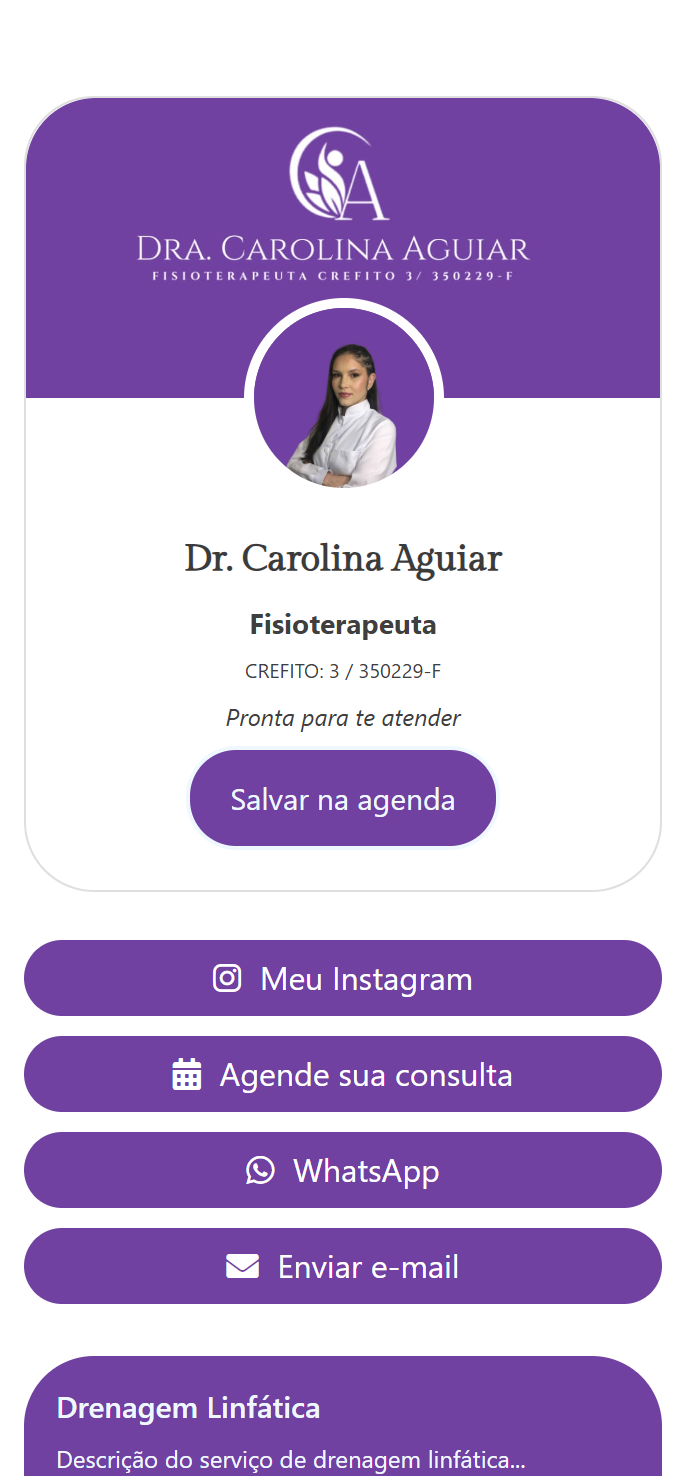 DRA. CAROLINA AGUIAR
FISIOTERAPEUTA CREFITO 3/ 350229-F
Dr. Carolina Aguiar
Fisioterapeuta
CREFITO: 3 / 350229-F
Pronta para te atender
Salvar na agenda
Meu Instagram
Agende sua consulta
WhatsApp
Enviar e-mail
Drenagem Linfática
Descrição do serviço de drenagem linfática...